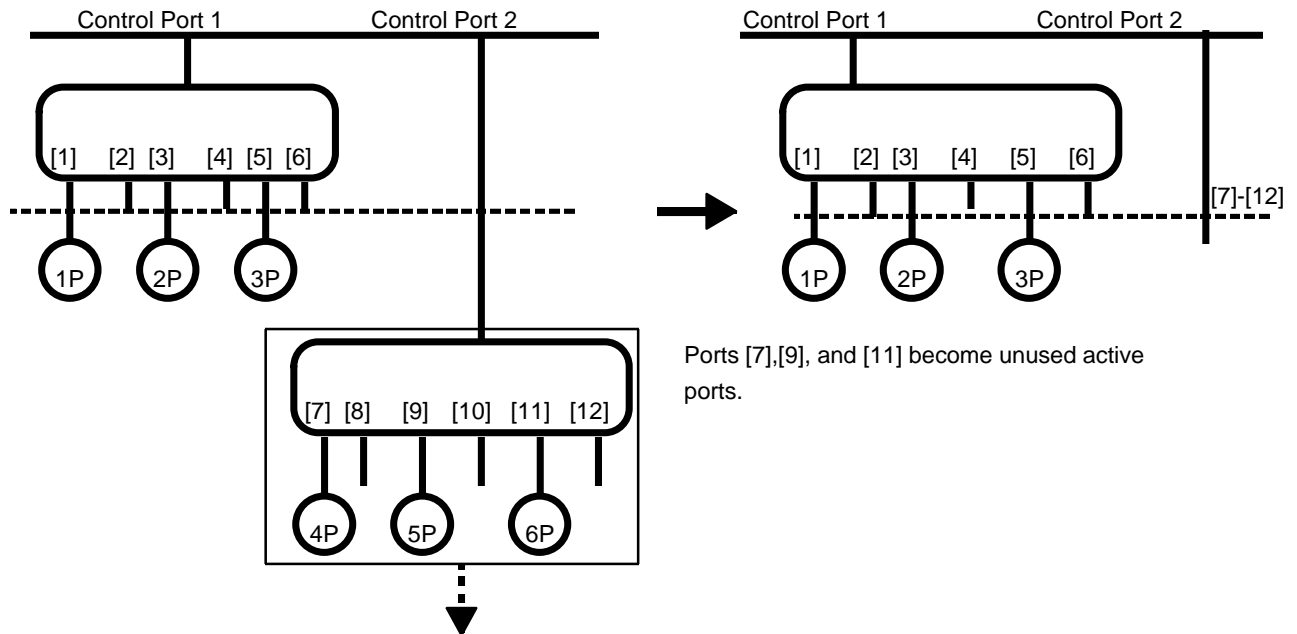 Control Port 1 Control Port 2
[1] [2] [3] [4] [5] [6]
1P 2P 3P
[7] [8] [9] [10] [11] [12]
4P 5P 6P
Control Port 1 Control Port 2
[1] [2] [3] [4] [5] [6]
[7]-[12]
1P 2P 3P
Ports [7],[9], and [11] become unused active
ports.